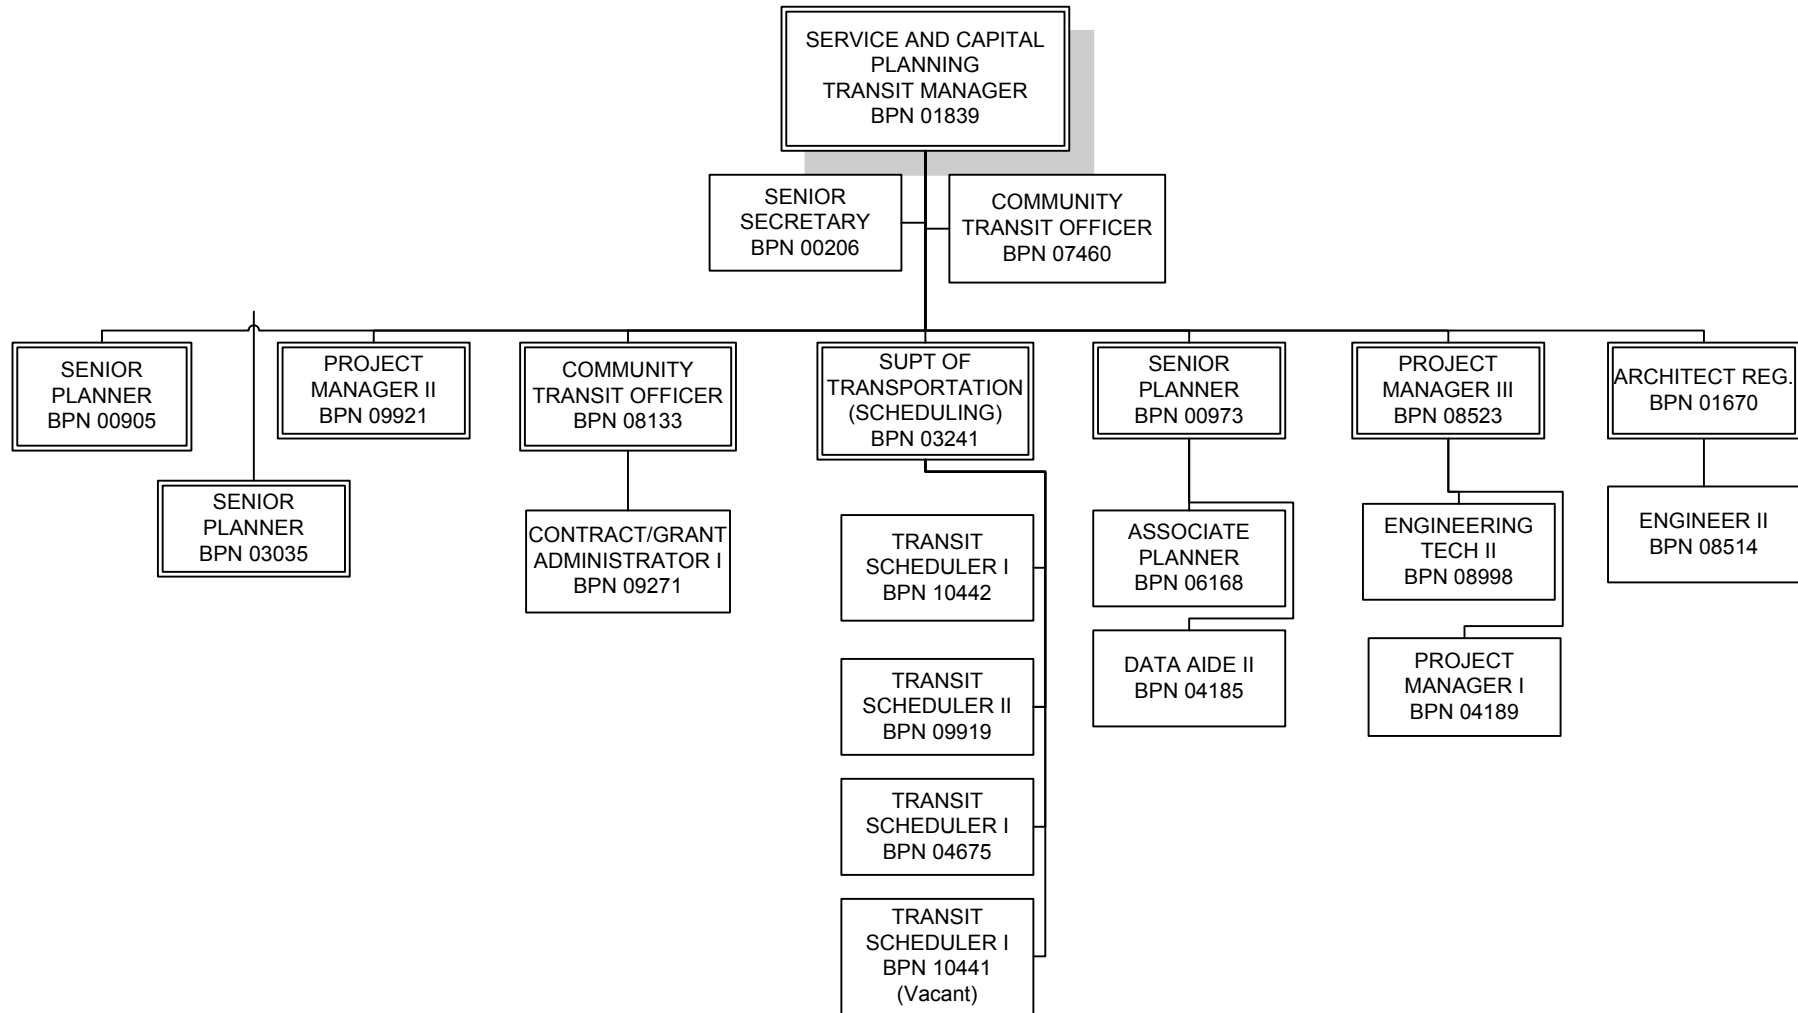 SERVICE AND CAPITAL
PLANNING
TRANSIT MANAGER
BPN 01839
SENIOR
SECRETARY
BPN 00206
COMMUNITY
TRANSIT OFFICER
BPN 07460
SENIOR
PLANNER
BPN 00905
PROJECT
MANAGER II
BPN 09921
COMMUNITY
TRANSIT OFFICER
BPN 08133
SUPT OF
TRANSPORTATION
(SCHEDULING)
BPN 03241
SENIOR
PLANNER
BPN 00973
PROJECT
MANAGER III
BPN 08523
ARCHITECT REG.
BPN 01670
SENIOR
PLANNER
BPN 03035
CONTRACT/GRANT
ADMINISTRATOR I
BPN 09271
TRANSIT
SCHEDULER I
BPN 10442
ASSOCIATE
PLANNER
BPN 06168
ENGINEERING
TECH II
BPN 08998
ENGINEER II
BPN 08514
TRANSIT
SCHEDULER II
BPN 09919
DATA AIDE II
BPN 04185
PROJECT
MANAGER I
BPN 04189
TRANSIT
SCHEDULER I
BPN 04675
TRANSIT
SCHEDULER I
BPN 10441
(Vacant)